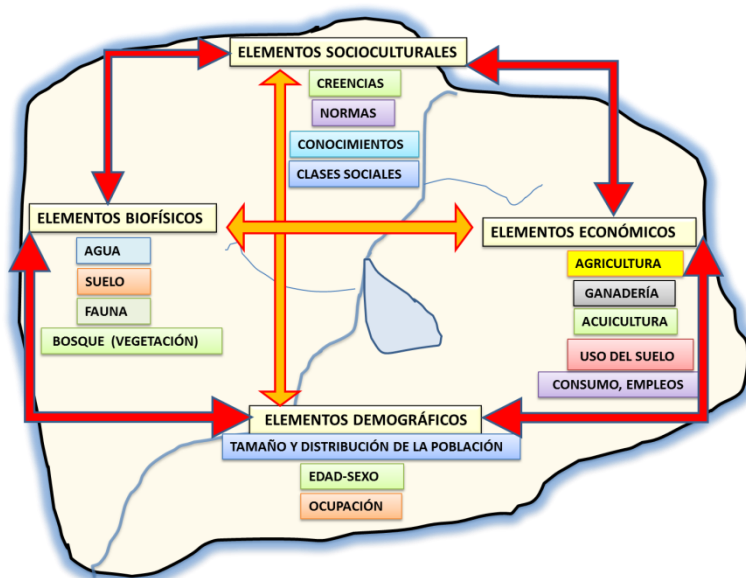 ELEMENTOS SOCIOCULTURALES
CREENCIAS
NORMAS
CONOCIMIENTOS
CLASES SOCIALES
ELEMENTOS BIOFÍSICOS
AGUA
SUELO
FAUNA
BOSQUE (VEGETACIÓN)
ELEMENTOS ECONÓMICOS
AGRICULTURA
GANADERÍA
ACUICULTURA
USO DEL SUELO
CONSUMO, EMPLEOS
ELEMENTOS DEMOGRÁFICOS
TAMAÑO Y DISTRIBUCIÓN DE LA POBLACIÓN
EDAD-SEXO
OCUPACIÓN